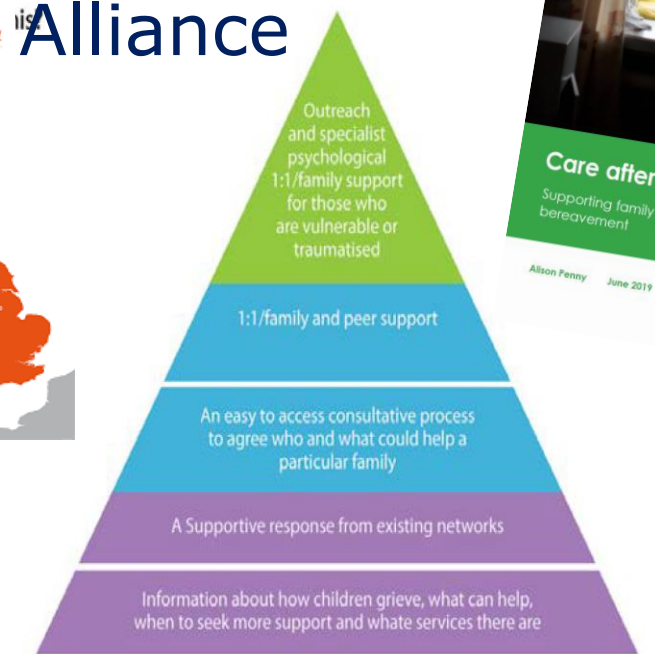 Alliance
Outreach
and specialist
psychological
1:1/family support
for those who
are vulnerable or
traumatised
1:1/family and peer support
An easy to access consultative process
to agree who and what could help a
particular family
A Supportive response from existing networks
Information about how children grieve, what can help,
when to seek more support and whate services there are
Care after
Supporting family
bereavement
Alison Penny June 2019